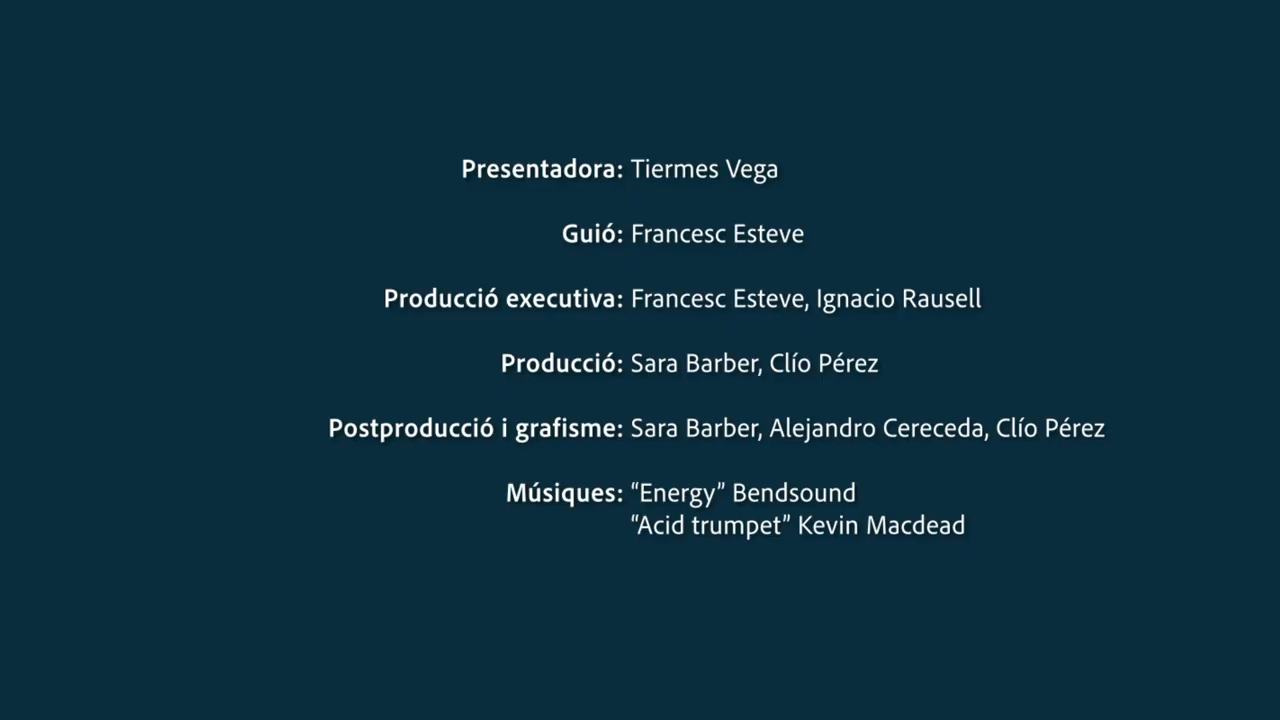 Presentadora: Tiermes Vega
Guió: Francesc Esteve
Producció executiva: Francesc Esteve, Ignacio Rausell
Producció: Sara Barber, Clío Pérez
Postproducció i grafisme: Sara Barber, Alejandro Cereceda, Clío Pérez
Músiques: “Energy” Bendsound
“Acid trumpet” Kevin Macdead